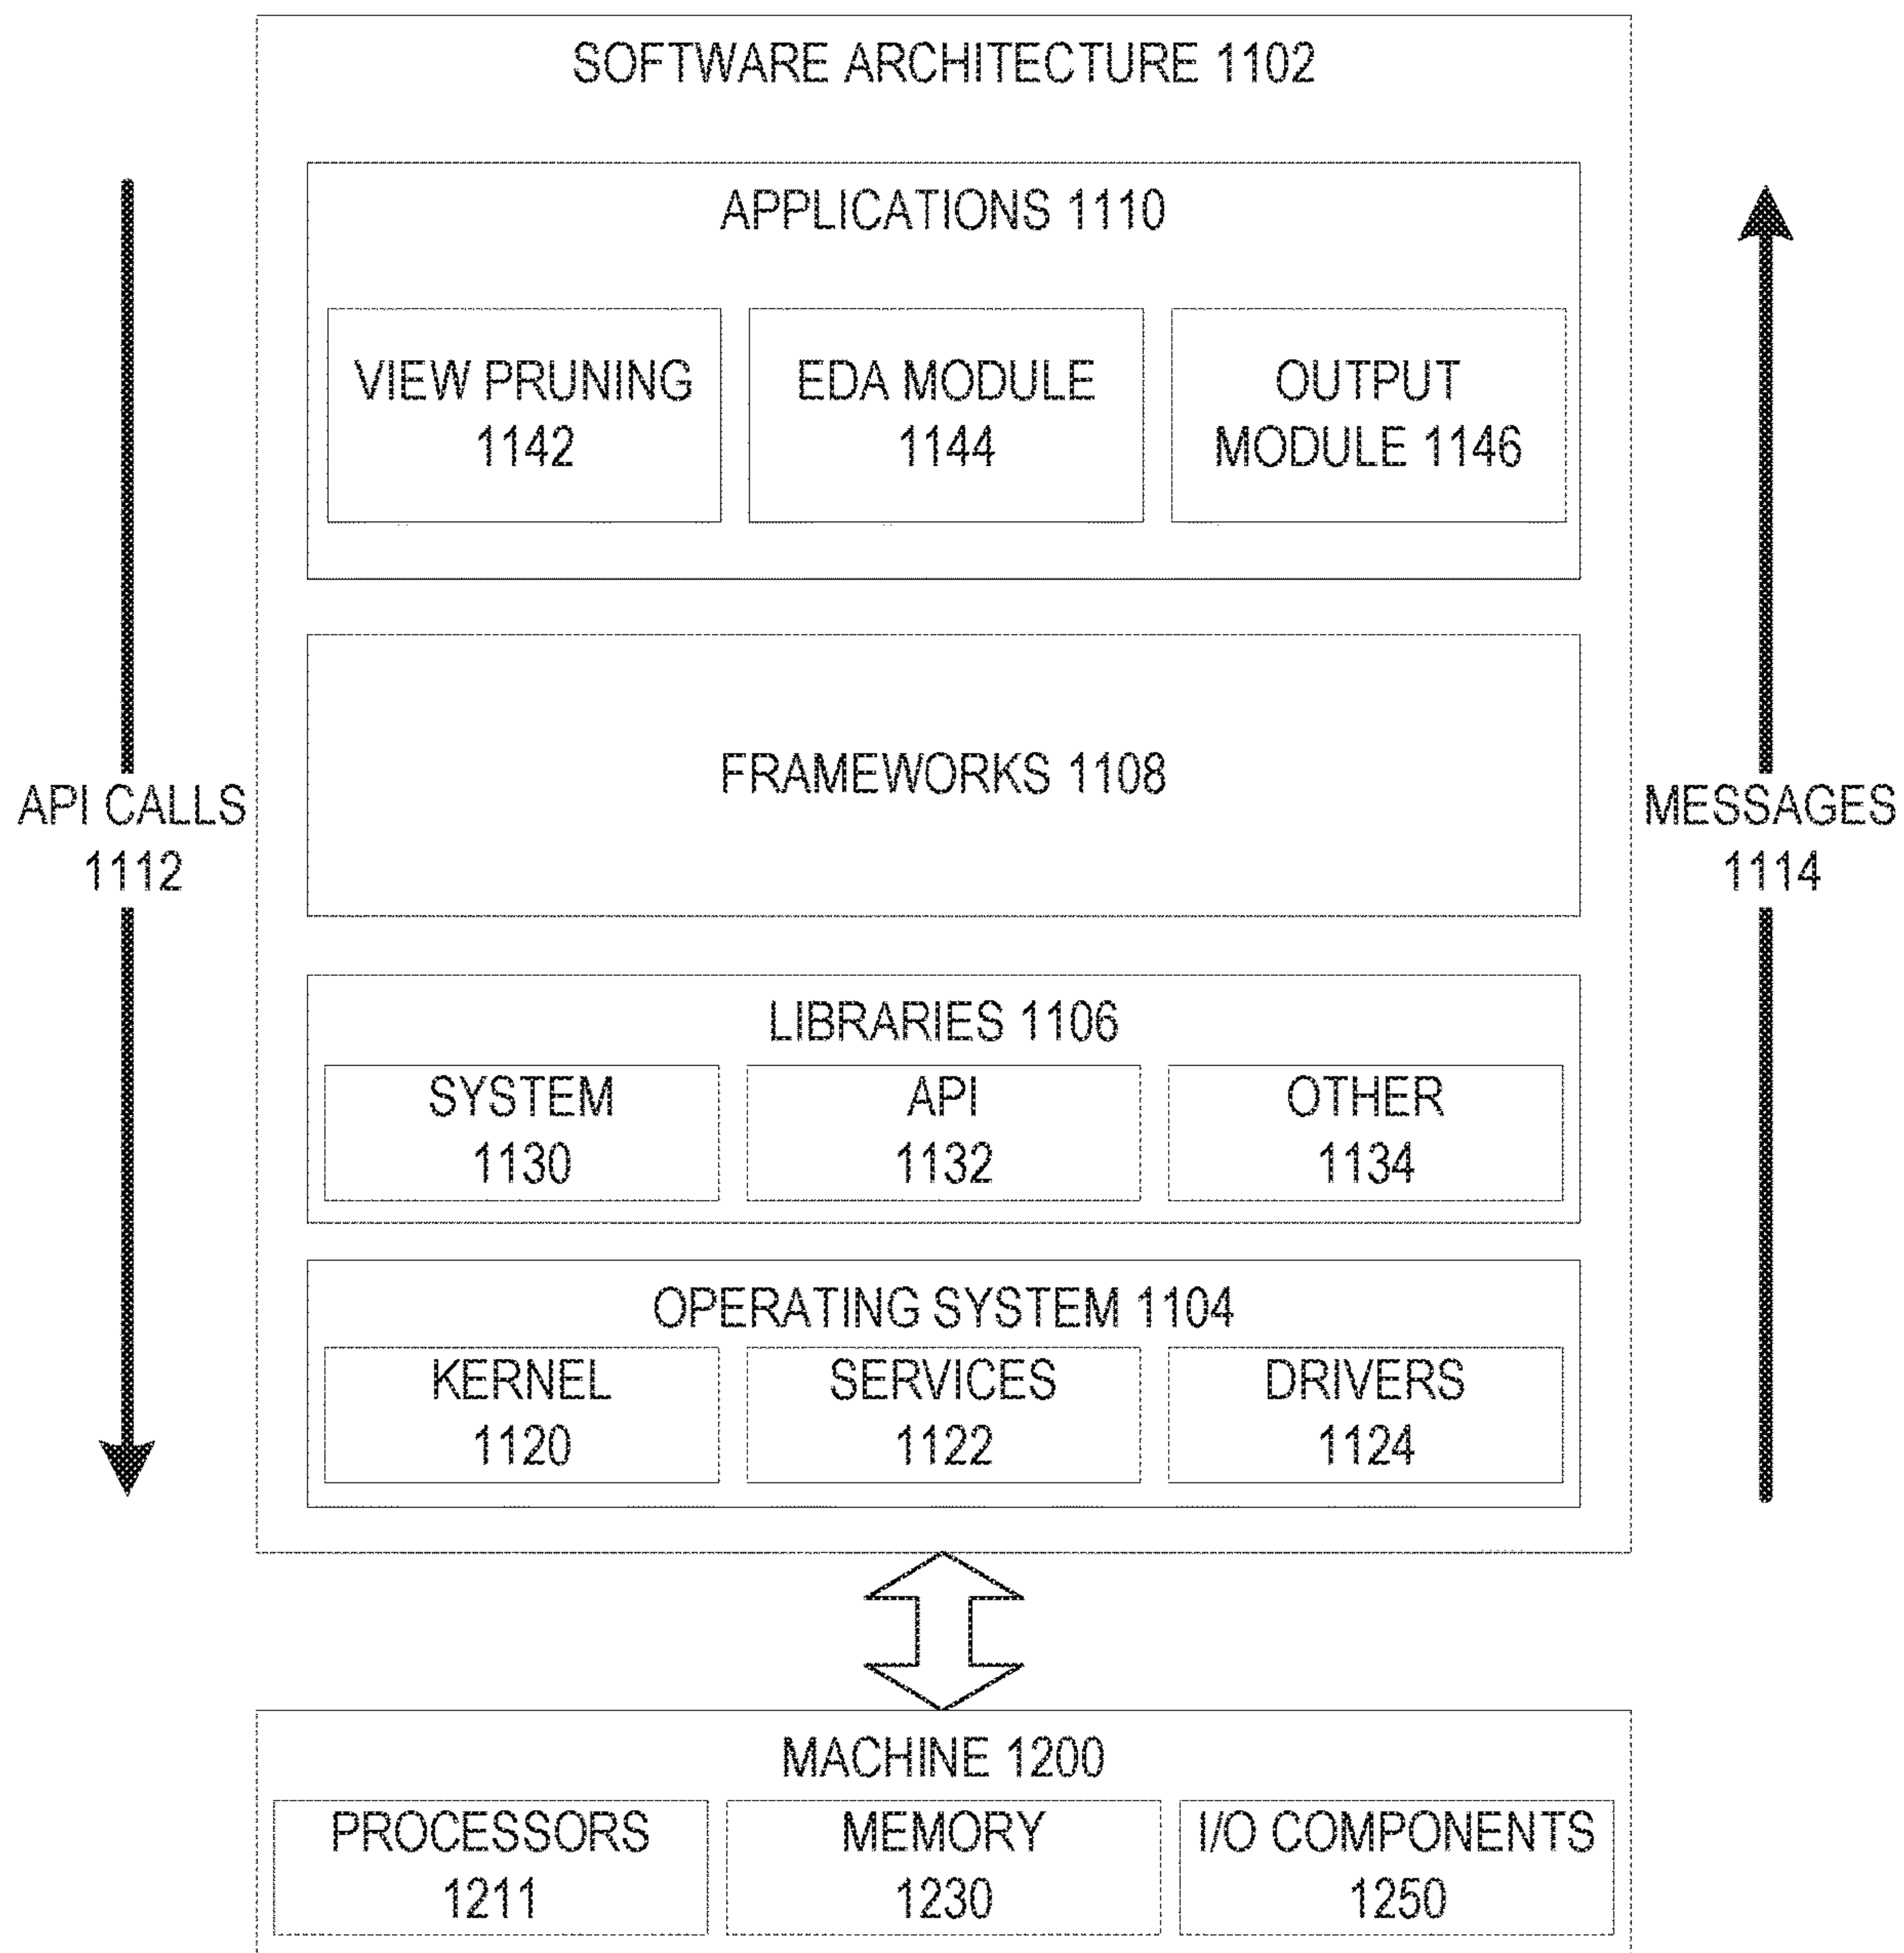 SOFTWARE ARCHITECTURE 1102
APPLICATIONS 1110
VIEW PRUNING
1142
EDA MODULE
1144
OUTPUT
MODULE 1146
FRAMEWORKS 1108
API CALLS
1112
MESSAGES
1114
LIBRARIES 1106
SYSTEM
1130
API
1132
OTHER
1134
OPERATING SYSTEM 1104
KERNEL
1120
SERVICES
1122
DRIVERS
1124
MACHINE 1200
PROCESSORS
1211
MEMORY
1230
I/O COMPONENTS
1250